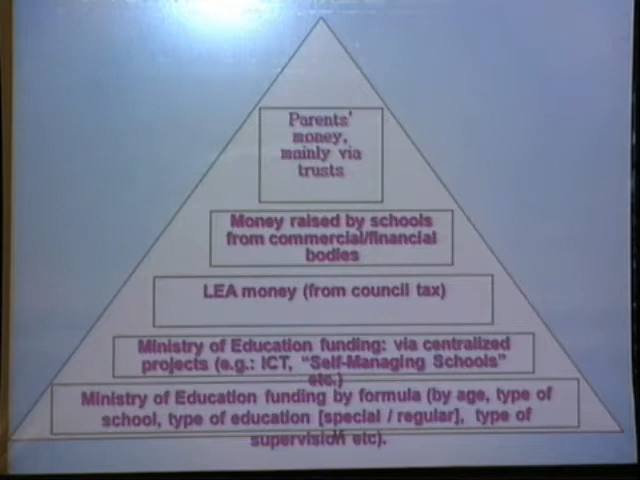 Parents'
money,
mainly via
trusts
Money raised by schools
from commercial/financial
bodies
LEA money (from council tax)
Ministry of Education funding: via centralized
projects (e.g.: ICT, “Self-Managing Schools”
etc.)
Ministry of Education funding by formula (by age, type of
school, type of education [special / regular], type of
supervision etc).